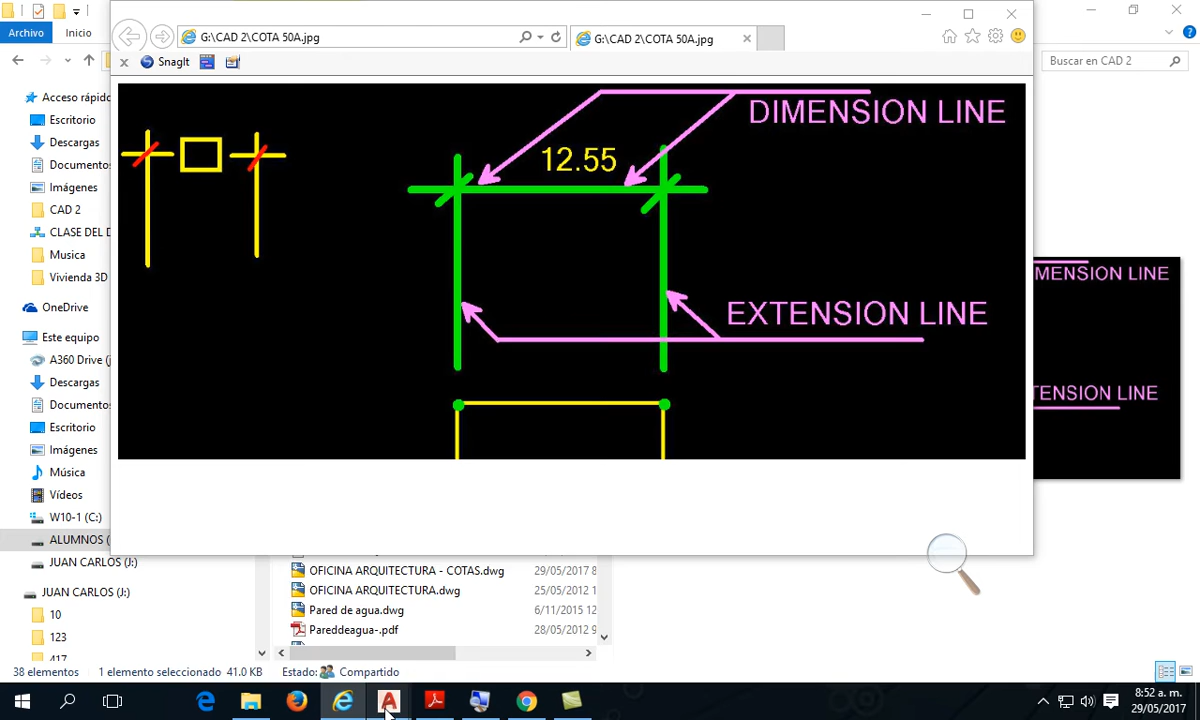 Archivo
Inicio
G:\CAD 2\COTA 50A.jpg
G:\CAD 2\COTA 50A.jpg
SnagIt
Buscar en CAD 2
Acceso rápido
Escritorio
Descargas
Documentos
Imágenes
CAD 2
CLASE DEL D
Musica
Vivienda 3D
OneDrive
Este equipo
A360 Drive (j
Descargas
Documentos
Escritorio
Imágenes
Música
Vídeos
W10-1 (C:)
ALUMNOS (
JUAN CARLOS (J:)
JUAN CARLOS (J:)
10
123
417
DIMENSION LINE
12.55
EXTENSION LINE
MENSION LINE
TENSION LINE
OFICINA ARQUITECTURA - COTAS.dwg 29/05/2017 8
OFICINA ARQUITECTURA.dwg 25/05/2012 1
Pared de agua.dwg 6/11/2015 12
Pareddeagua-.pdf 28/05/2012 9
38 elementos 1 elemento seleccionado 41.0 KB Estado: Compartido
8:52 a. m.
29/05/2017